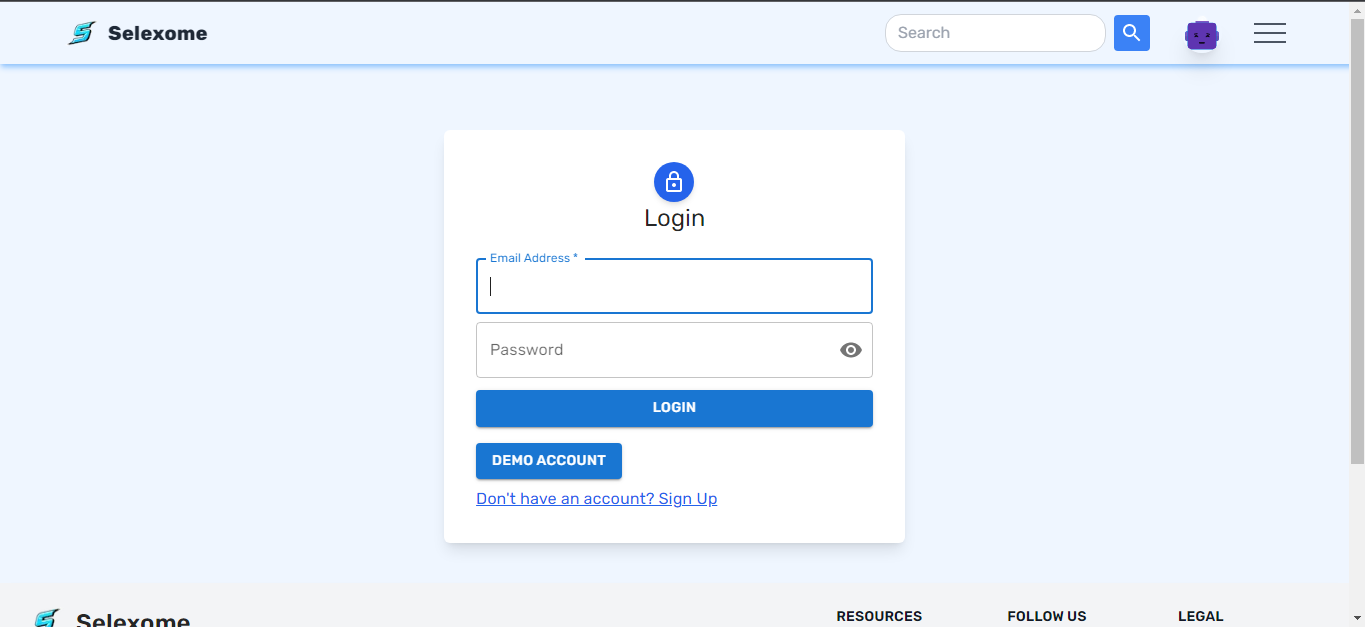 Selexome
Search
Login
Email Address *
Password
LOGIN
DEMO ACCOUNT
Don't have an account? Sign Up
Selexome
RESOURCES
FOLLOW US
LEGAL